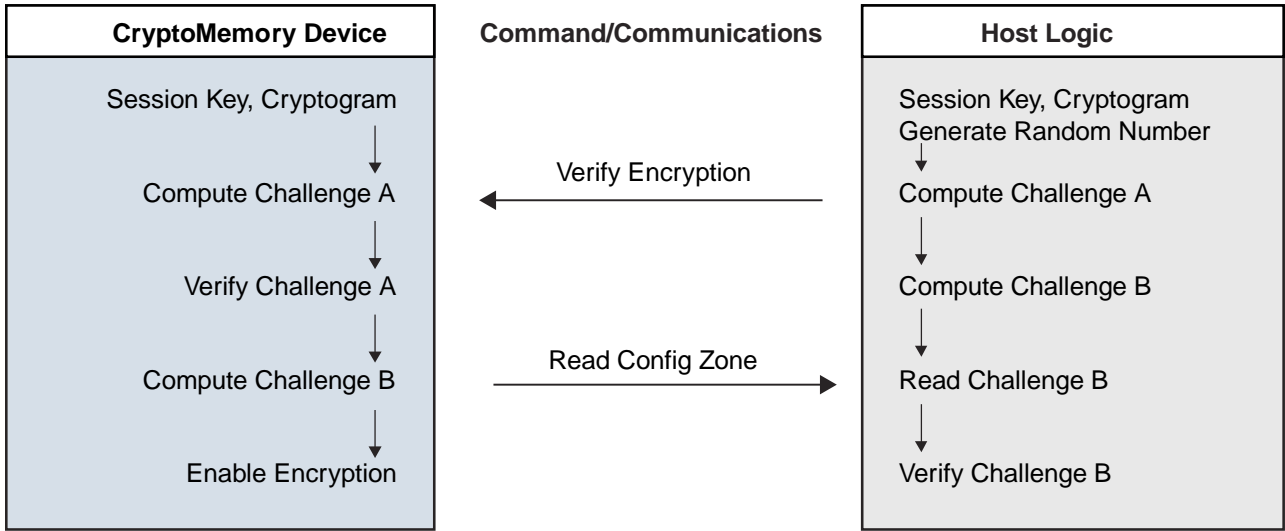 CryptoMemory Device
Command/Communications
Host Logic
Session Key, Cryptogram
Compute Challenge A
Verify Challenge A
Compute Challenge B
Enable Encryption
Verify Encryption
Read Config Zone
Session Key, Cryptogram
Generate Random Number
Compute Challenge A
Compute Challenge B
Read Challenge B
Verify Challenge B